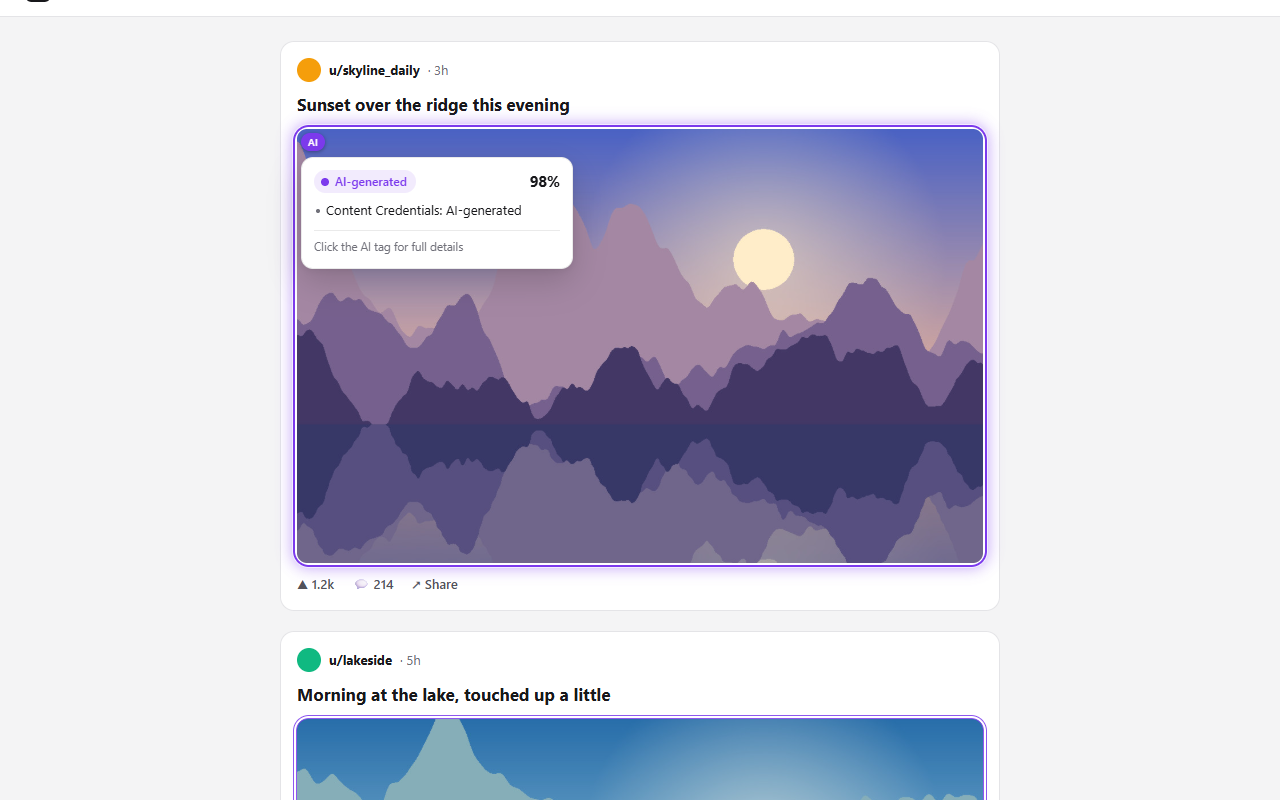 u/skyline_daily · 3h
Sunset over the ridge this evening
AI
AI-generated 98%
• Content Credentials: AI-generated
Click the AI tag for full details
▲ 1.2k 💬 214 ↗ Share
u/lakeside · 5h
Morning at the lake, touched up a little